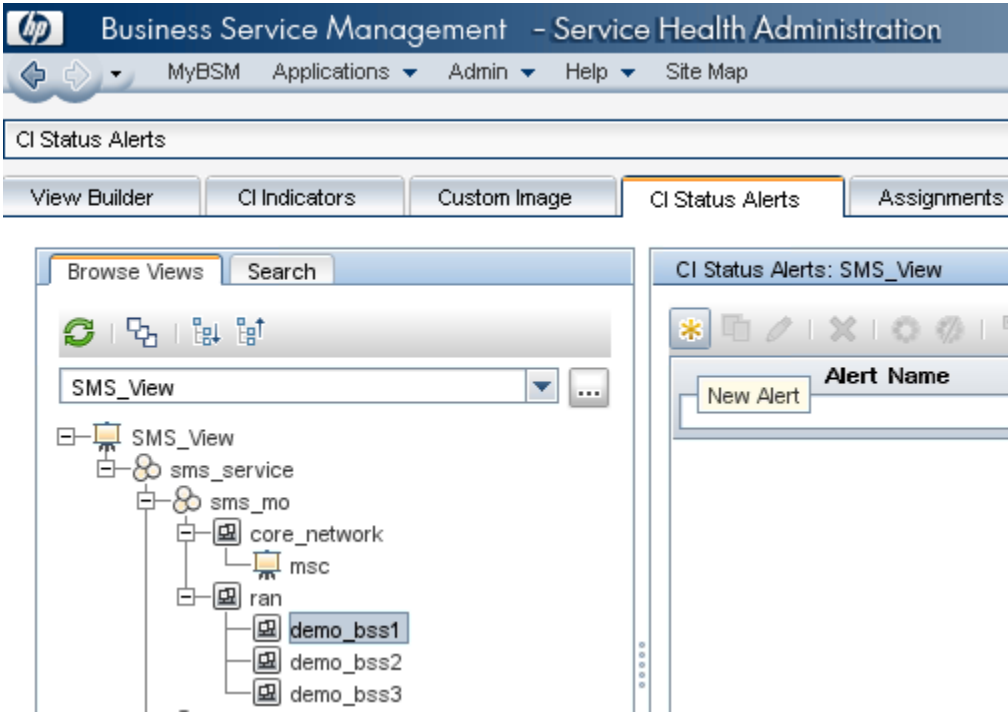 hp Business Service Management – Service Health Administration
MyBSM Applications Admin Help Site Map
CI Status Alerts
View Builder CI Indicators Custom Image CI Status Alerts Assignments
Browse Views Search
CI Status Alerts: SMS_View
SMS_View ...
Alert Name
New Alert
SMS_View
sms_service
sms_mo
core_network
msc
ran
demo_bss1
demo_bss2
demo_bss3